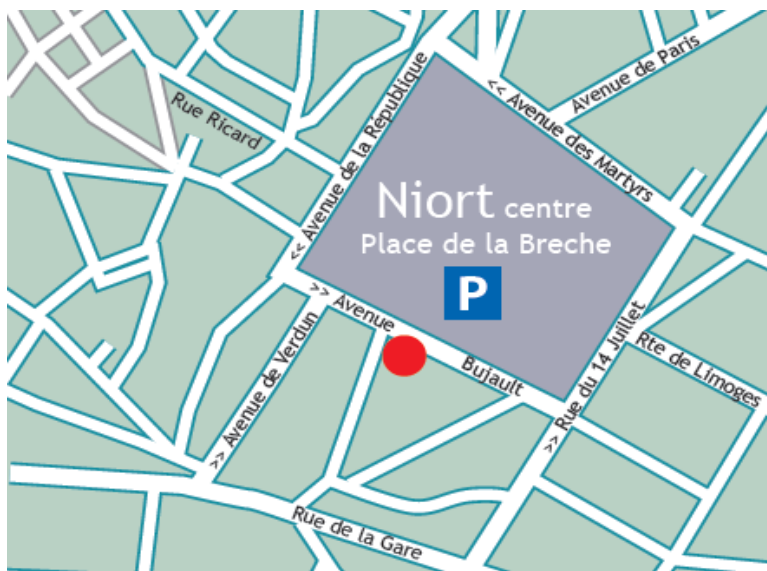 Avenue de Paris
<< Avenue des Martyrs
Rue Ricard
<< Avenue de la République
Niort centre
Place de la Breche
P
>> Avenue Bujault
>> Avenue de Verdun
>> Rue du 14 Juillet
Rte de Limoges
Rue de la Gare